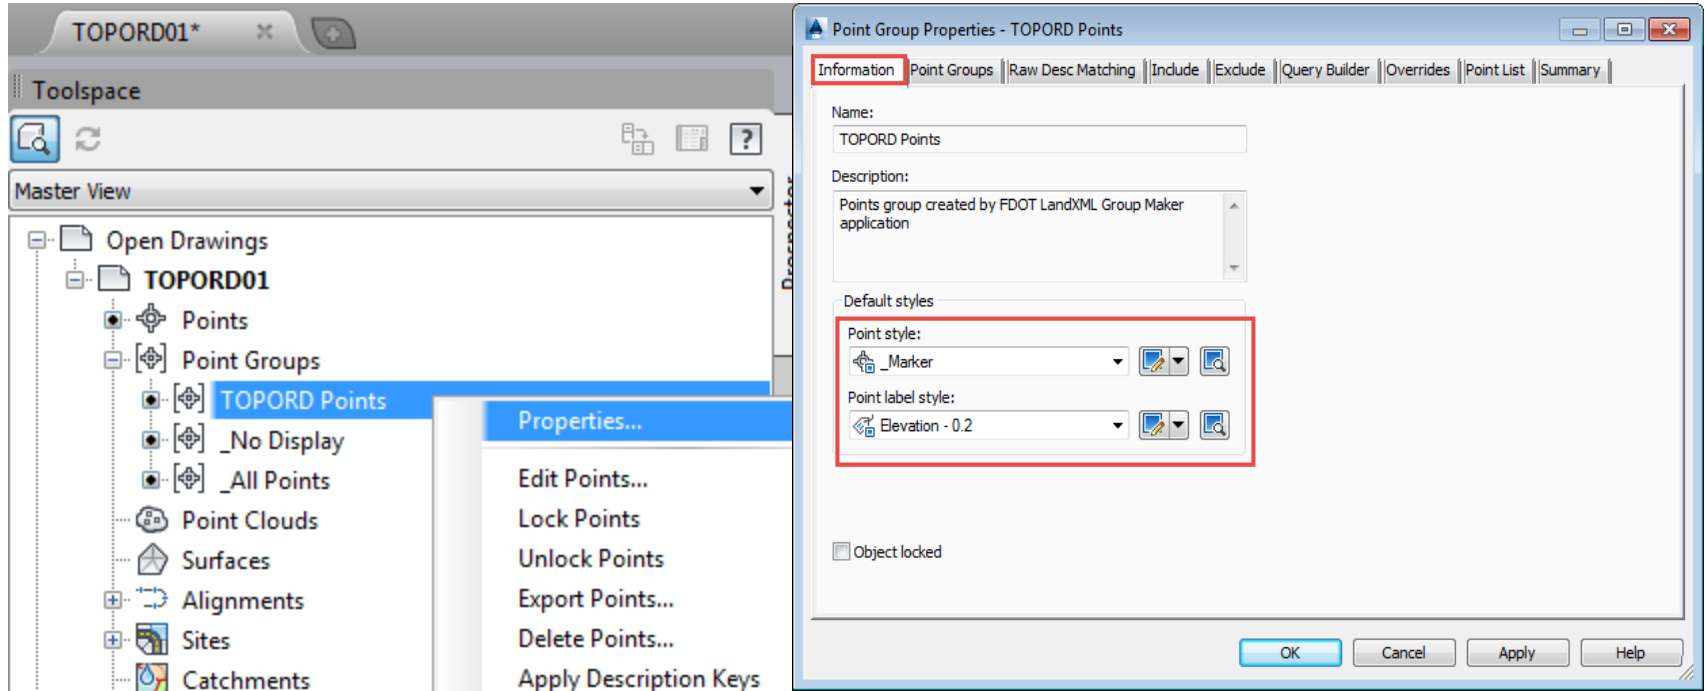 TOPORD01*
Toolspace
?
Master View
Prospector
Open Drawings
TOPORD01
Points
Point Groups
TOPORD Points
_No Display
_All Points
Point Clouds
Surfaces
Alignments
Sites
Catchments
Properties...
Edit Points...
Lock Points
Unlock Points
Export Points...
Delete Points...
Apply Description Keys
Point Group Properties - TOPORD Points
Information Point Groups Raw Desc Matching Include Exclude Query Builder Overrides Point List Summary
Name:
TOPORD Points
Description:
Points group created by FDOT LandXML Group Maker
application
Default styles
Point style:
_Marker
Point label style:
Elevation - 0.2
Object locked
OK Cancel Apply Help